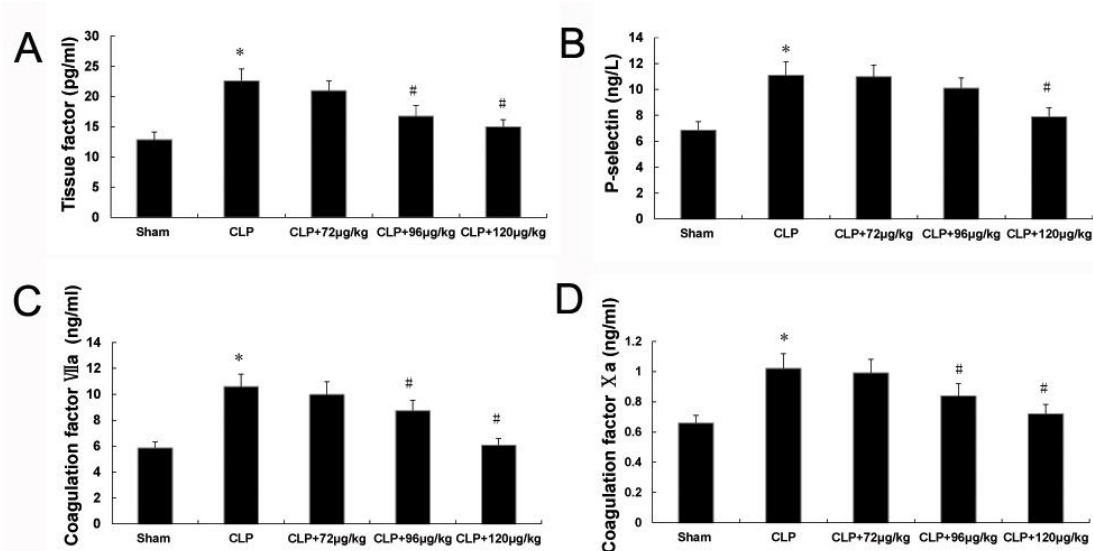 A
Tissue factor (pg/ml)
30
25
20
15
10
5
0
*
#
#
Sham
CLP
CLP+72μg/kg
CLP+96μg/kg
CLP+120μg/kg
B
P-selectin (ng/L)
14
12
10
8
6
4
2
0
*
#
Sham
CLP
CLP+72μg/kg
CLP+96μg/kg
CLP+120μg/kg
C
Coagulation factor Ⅶa (ng/ml)
14
12
10
8
6
4
2
0
*
#
#
Sham
CLP
CLP+72μg/kg
CLP+96μg/kg
CLP+120μg/kg
D
Coagulation factor Ⅹa (ng/ml)
1.2
1
0.8
0.6
0.4
0.2
0
*
#
#
Sham
CLP
CLP+72μg/kg
CLP+96μg/kg
CLP+120μg/kg